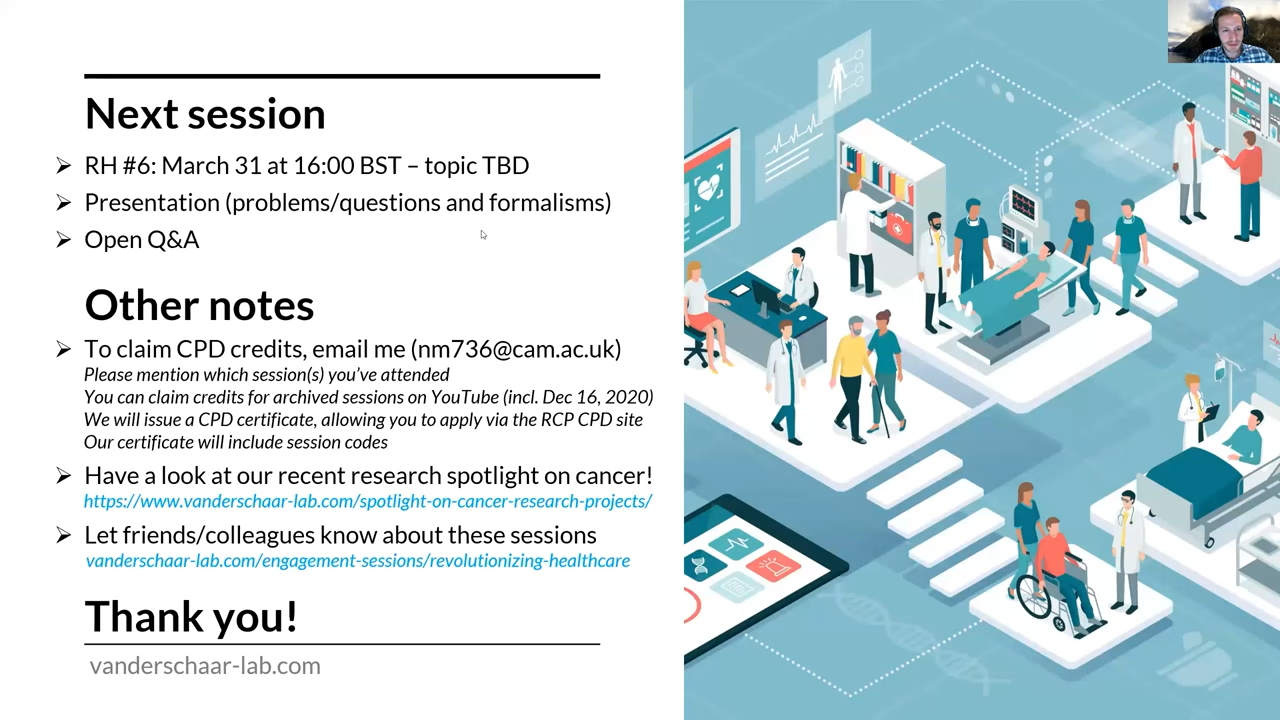 Next session
RH #6: March 31 at 16:00 BST – topic TBD
Presentation (problems/questions and formalisms)
Open Q&A
Other notes
To claim CPD credits, email me (nm736@cam.ac.uk)
Please mention which session(s) you’ve attended
You can claim credits for archived sessions on YouTube (incl. Dec 16, 2020)
We will issue a CPD certificate, allowing you to apply via the RCP CPD site
Our certificate will include session codes
Have a look at our recent research spotlight on cancer!
https://www.vanderschaar-lab.com/spotlight-on-cancer-research-projects/
Let friends/colleagues know about these sessions
vanderschaar-lab.com/engagement-sessions/revolutionizing-healthcare
Thank you!
vanderschaar-lab.com